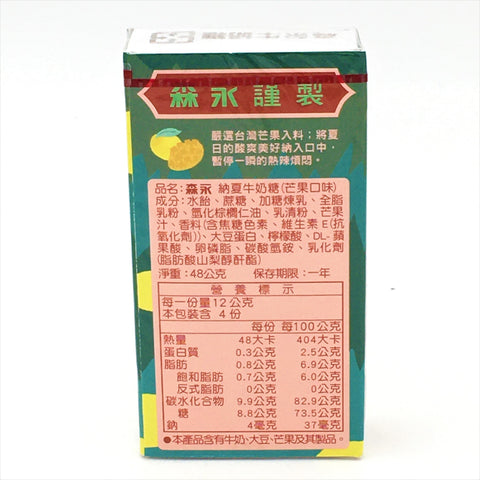 森永牛奶糖
森永謹製
嚴選台灣芒果入料；將夏
日的酸爽美好納入口中，
暫停一瞬的熱辣煩悶。
品名：森永 納夏牛奶糖(芒果口味)
成分：水飴、蔗糖、加糖煉乳、全脂
乳粉、氫化棕櫚仁油、乳清粉、芒果
汁、香料(含焦糖色素、維生素E(抗
氧化劑))、大豆蛋白、檸檬酸、DL-蘋
果酸、卵磷脂、碳酸氫銨、乳化劑
(脂肪酸山梨醇酐酯)
淨重：48公克 保存期限：一年
營養標示
每一份量12公克
本包裝含 4份
每份 每100公克
熱量 48大卡 404大卡
蛋白質 0.3公克 2.5公克
脂肪 0.8公克 6.9公克
飽和脂肪 0.7公克 6.0公克
反式脂肪 0公克 0公克
碳水化合物 9.9公克 82.9公克
糖 8.8公克 73.5公克
鈉 4毫克 37毫克
●本產品含有牛奶、大豆、芒果及其製品。